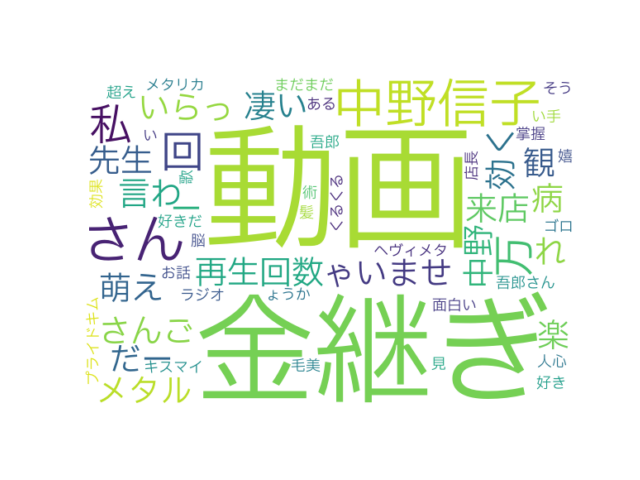 超え
メタリカ
まだまだ
そう
いらっ
凄い
ある
中野信子
い手
私
い
吾郎
掌握
動画
先生
回
効く
店長
観
嬉
効果
言わ
歌
術
くるくる
病
好きだ
髪
来店
ゴロ
さん
脳
中野
万
れ
ー
お話
ヘヴィメタ
再生回数
ゃいませ
吾郎さん
萌え
ラジオ
ょうか
面白い
金継ぎ
さんご
楽
プライドキム
だー
キスマイ
毛美
見
人心
メタル
好き